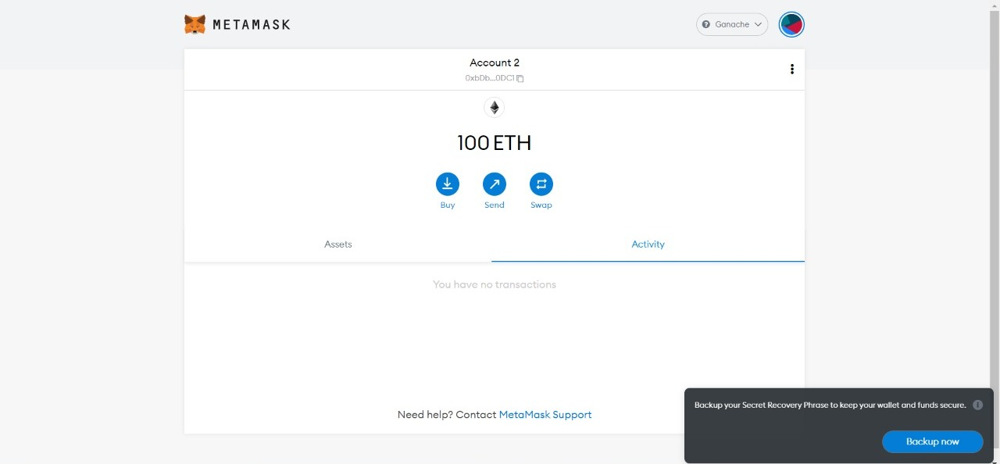 METAMASK
Ganache
Account 2
0xbDb...0DC1
100 ETH
Buy
Send
Swap
Assets
Activity
You have no transactions
Need help? Contact MetaMask Support
Backup your Secret Recovery Phrase to keep your wallet and funds secure.
Backup now